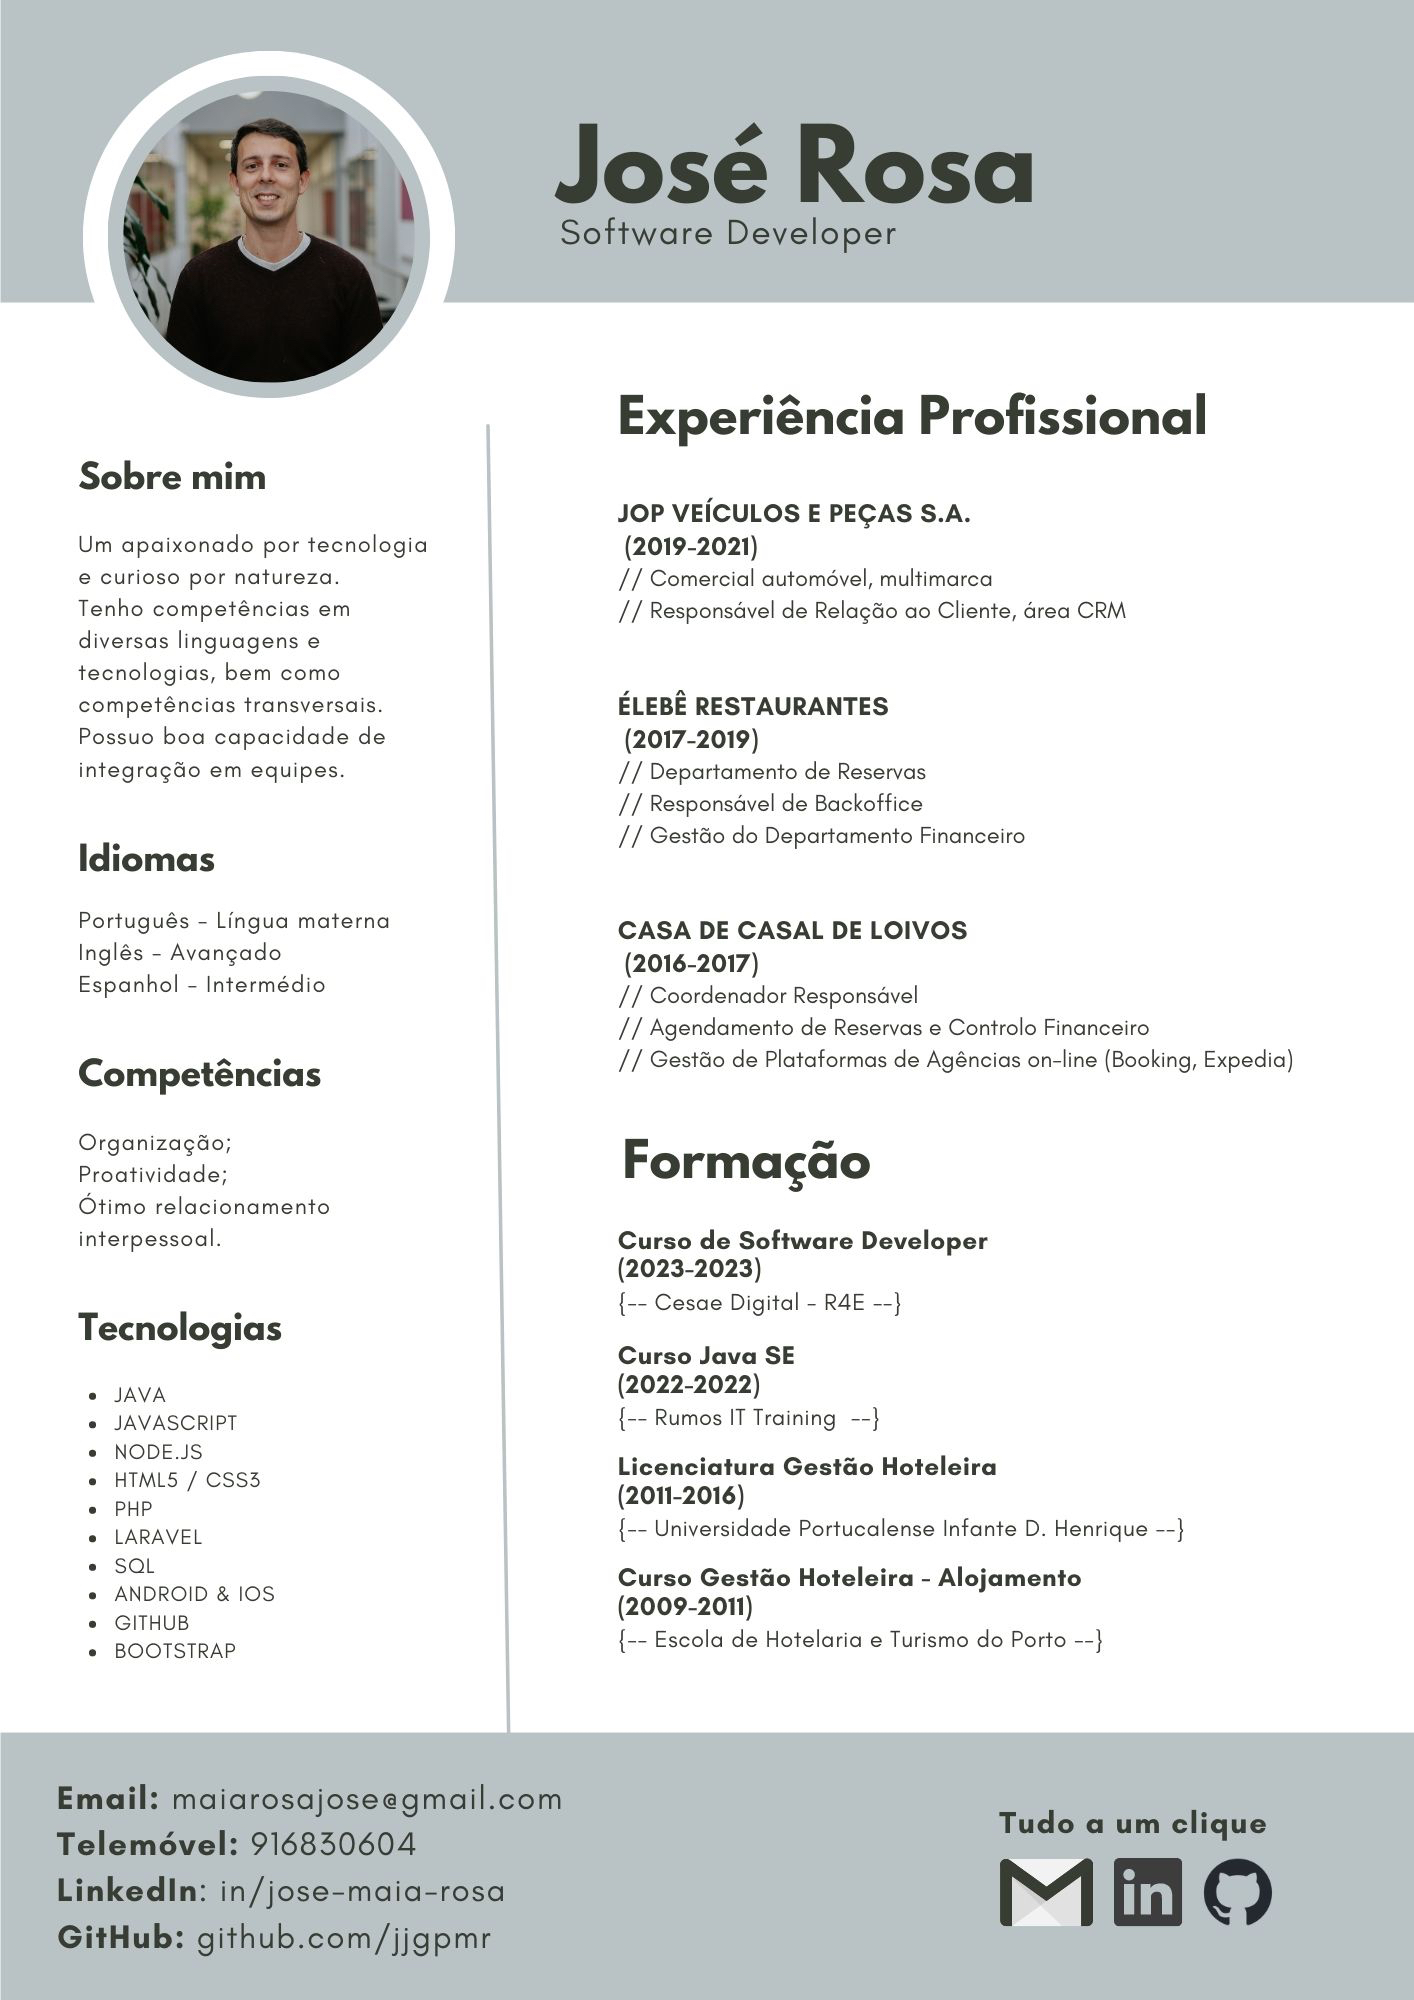 José Rosa
Software Developer
Sobre mim
Um apaixonado por tecnologia
e curioso por natureza.
Tenho competências em
diversas linguagens e
tecnologias, bem como
competências transversais.
Possuo boa capacidade de
integração em equipes.
Idiomas
Português - Língua materna
Inglês - Avançado
Espanhol - Intermédio
Competências
Organização;
Proatividade;
Ótimo relacionamento
interpessoal.
Tecnologias
• JAVA
• JAVASCRIPT
• NODE.JS
• HTML5 / CSS3
• PHP
• LARAVEL
• SQL
• ANDROID & IOS
• GITHUB
• BOOTSTRAP
Experiência Profissional
JOP VEÍCULOS E PEÇAS S.A.
(2019-2021)
// Comercial automóvel, multimarca
// Responsável de Relação ao Cliente, área CRM
ÉLEBÊ RESTAURANTES
(2017-2019)
// Departamento de Reservas
// Responsável de Backoffice
// Gestão do Departamento Financeiro
CASA DE CASAL DE LOIVOS
(2016-2017)
// Coordenador Responsável
// Agendamento de Reservas e Controlo Financeiro
// Gestão de Plataformas de Agências on-line (Booking, Expedia)
Formação
Curso de Software Developer
(2023-2023)
{-- Cesae Digital - R4E --}
Curso Java SE
(2022-2022)
{-- Rumos IT Training --}
Licenciatura Gestão Hoteleira
(2011-2016)
{-- Universidade Portucalense Infante D. Henrique --}
Curso Gestão Hoteleira - Alojamento
(2009-2011)
{-- Escola de Hotelaria e Turismo do Porto --}
Email: maiarosajose@gmail.com
Telemóvel: 916830604
LinkedIn: in/jose-maia-rosa
GitHub: github.com/jjgpmr
Tudo a um clique
in